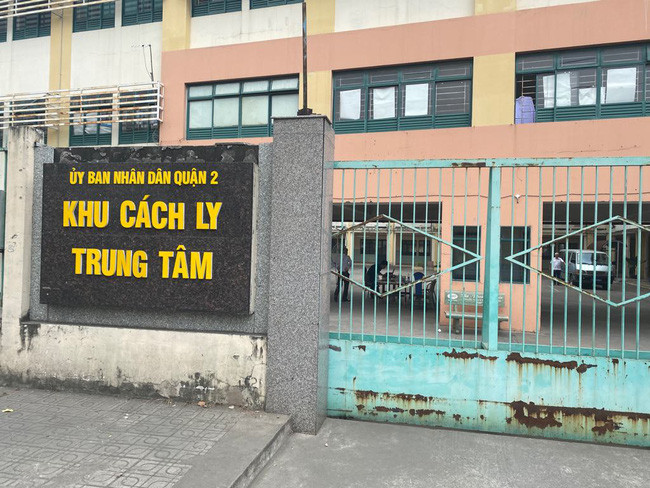 ỦY BAN NHÂN DÂN QUẬN 2
KHU CÁCH LY
TRUNG TÂM